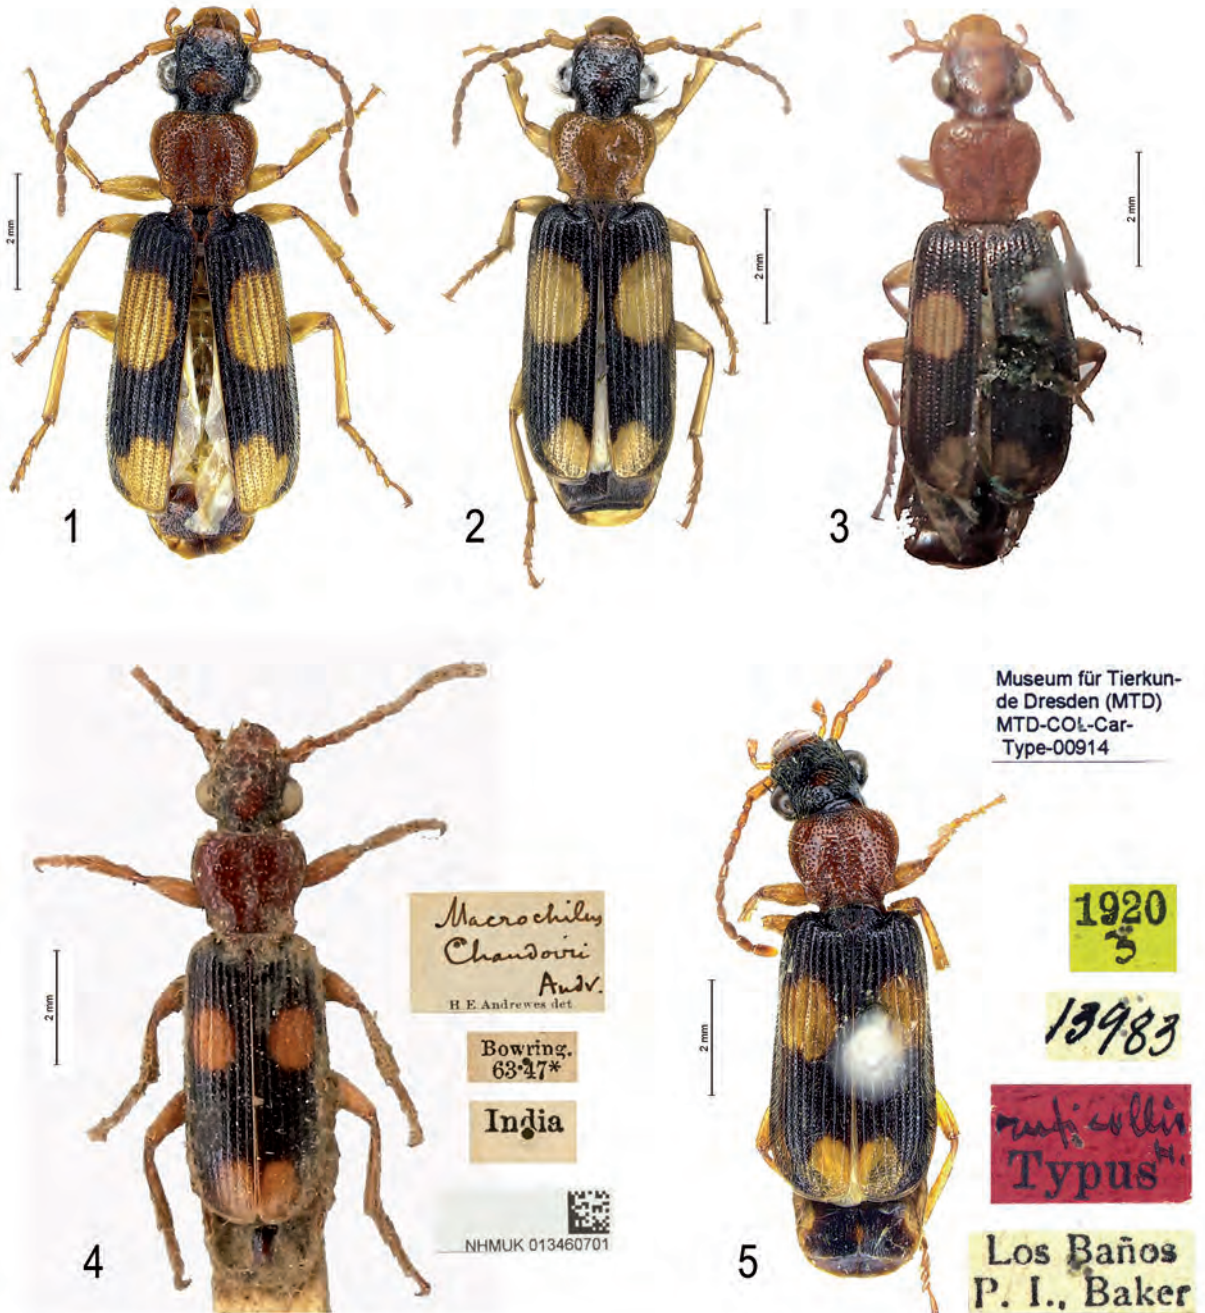 1
2 mm
2
2 mm
3
2 mm
4
2 mm
Macrochilus
Chaudoiri
Andr.
H. E. Andrewes det.
Bowring.
63·47*
India
NHMUK 013460701
5
2 mm
Museum für Tierkun-
de Dresden (MTD)
MTD-COL-Car-
Type-00914
1920
3
13983
ruficollis
Typus
Los Baños
P. I., Baker